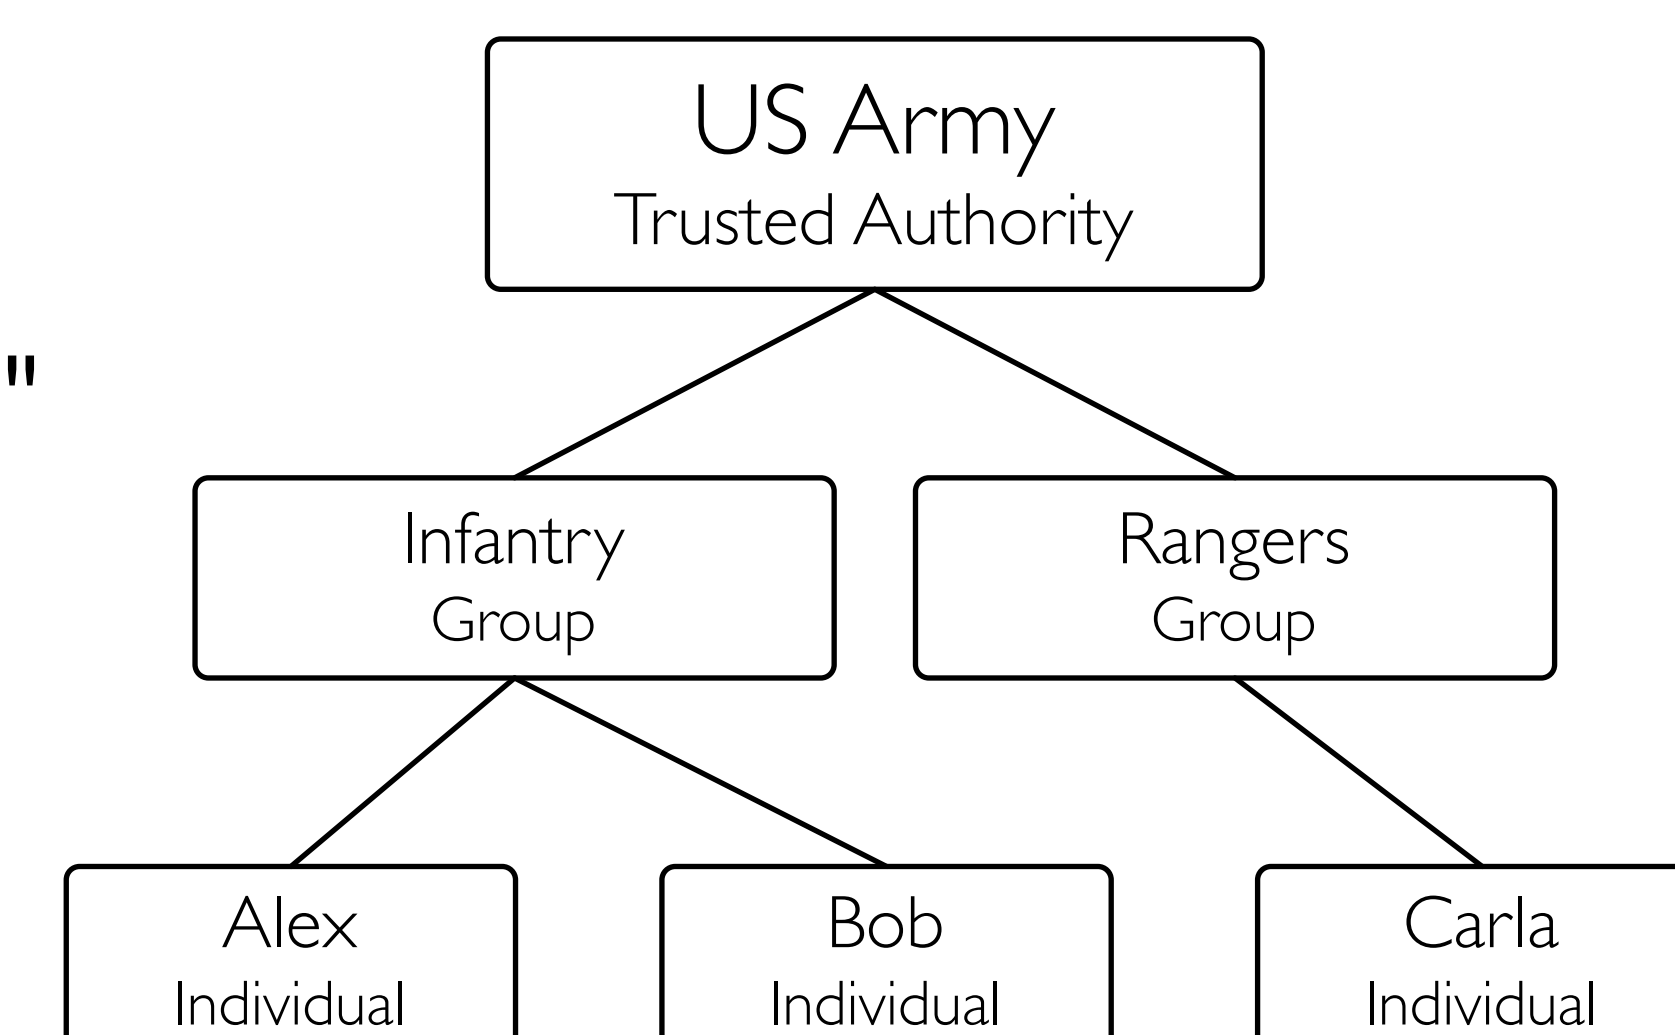 US Army
Trusted Authority
"
Infantry
Group
Rangers
Group
Alex
Individual
Bob
Individual
Carla
Individual